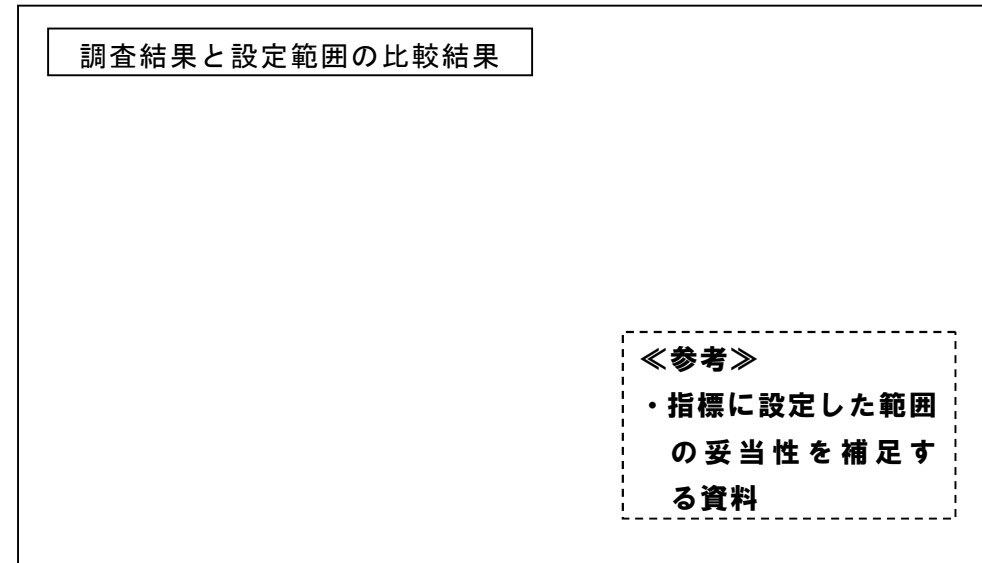 調査結果と設定範囲の比較結果
≪参考≫
・指標に設定した範囲
の妥当性を補足す
る資料